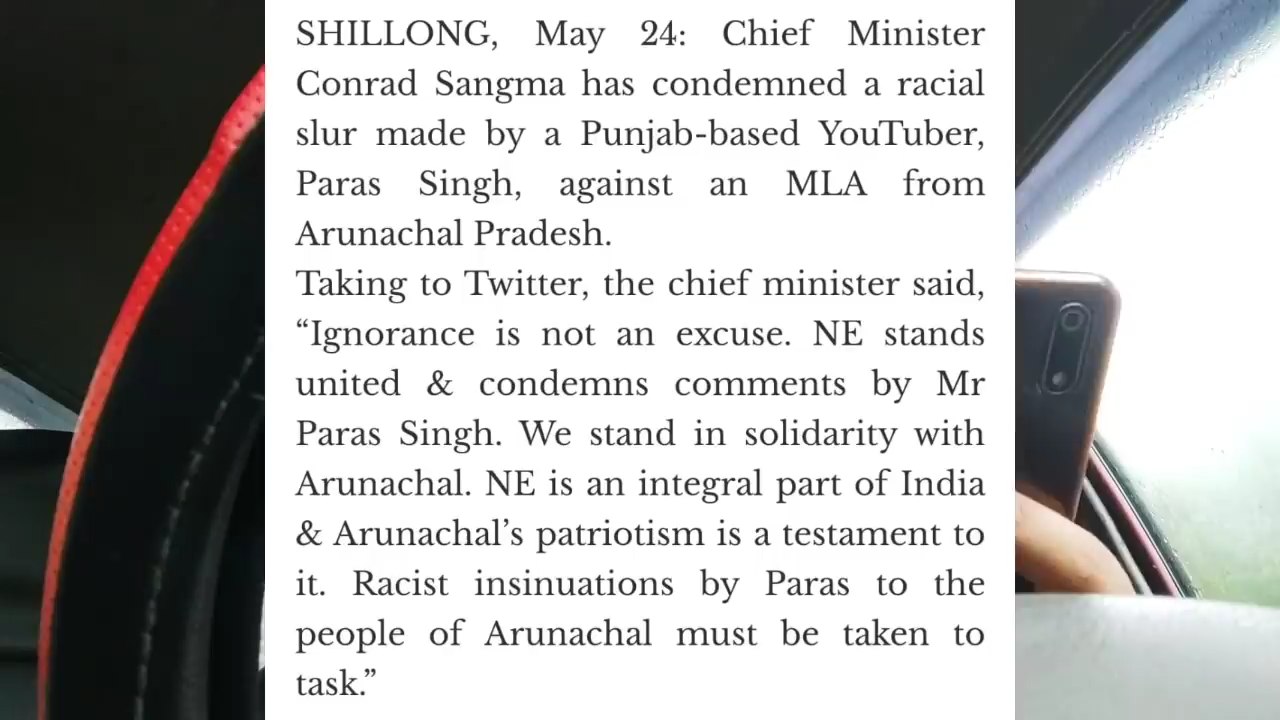 SHILLONG, May 24: Chief Minister
Conrad Sangma has condemned a racial
slur made by a Punjab-based YouTuber,
Paras Singh, against an MLA from
Arunachal Pradesh.
Taking to Twitter, the chief minister said,
“Ignorance is not an excuse. NE stands
united & condemns comments by Mr
Paras Singh. We stand in solidarity with
Arunachal. NE is an integral part of India
& Arunachal’s patriotism is a testament to
it. Racist insinuations by Paras to the
people of Arunachal must be taken to
task.”